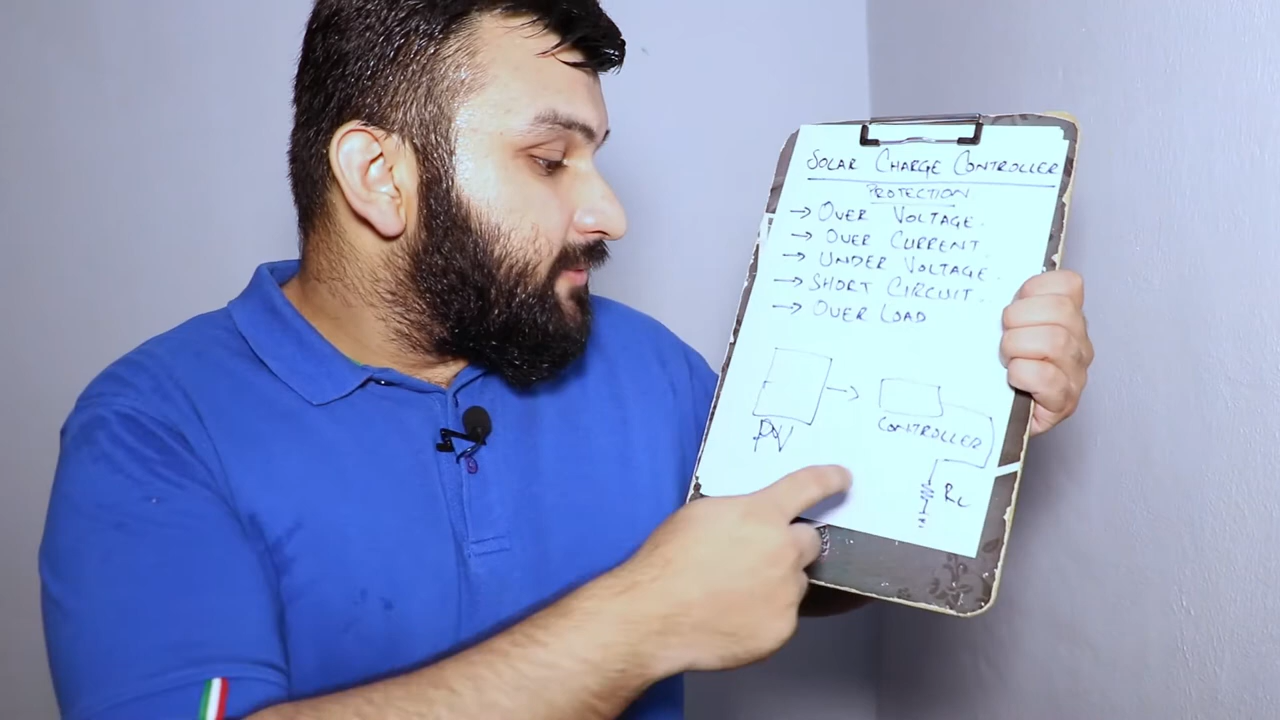 SOLAR CHARGE CONTROLLER
PROTECTION
→ OVER VOLTAGE.
→ OVER CURRENT.
→ UNDER VOLTAGE.
→ SHORT CIRCUIT.
→ OVER LOAD
PV
CONTROLLER
RL